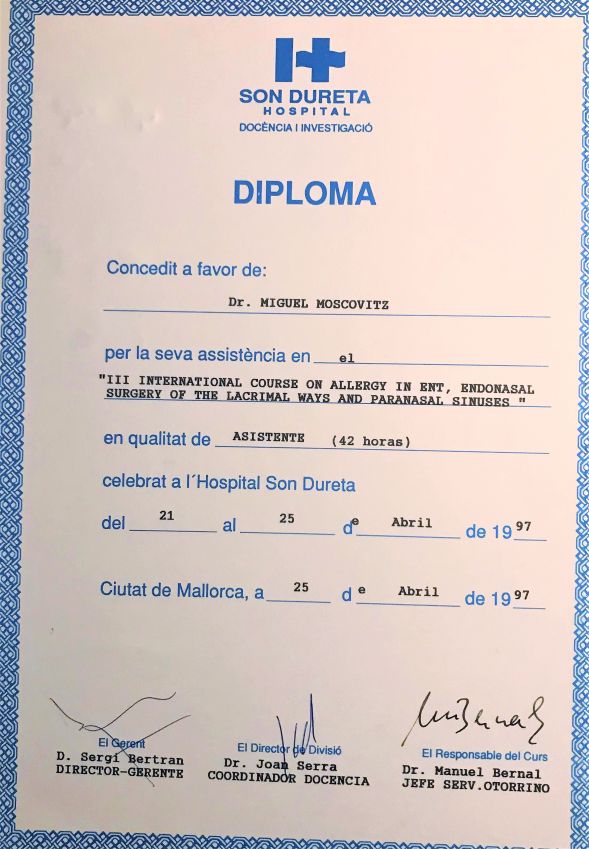 SON DURETA
HOSPITAL
DOCÈNCIA I INVESTIGACIÓ
DIPLOMA
Concedit a favor de:
Dr. MIGUEL MOSCOVITZ
per la seva assistència en el
"III INTERNATIONAL COURSE ON ALLERGY IN ENT, ENDONASAL
SURGERY OF THE LACRIMAL WAYS AND PARANASAL SINUSES "
en qualitat de ASISTENTE (42 horas)
celebrat a l´Hospital Son Dureta
del 21 al 25 de Abril de 1997
Ciutat de Mallorca, a 25 de Abril de 1997
El Gerent
D. Sergi Bertran
DIRECTOR-GERENTE
El Director de Divisió
Dr. Joan Serra
COORDINADOR DOCENCIA
El Responsable del Curs
Dr. Manuel Bernal
JEFE SERV.OTORRINO